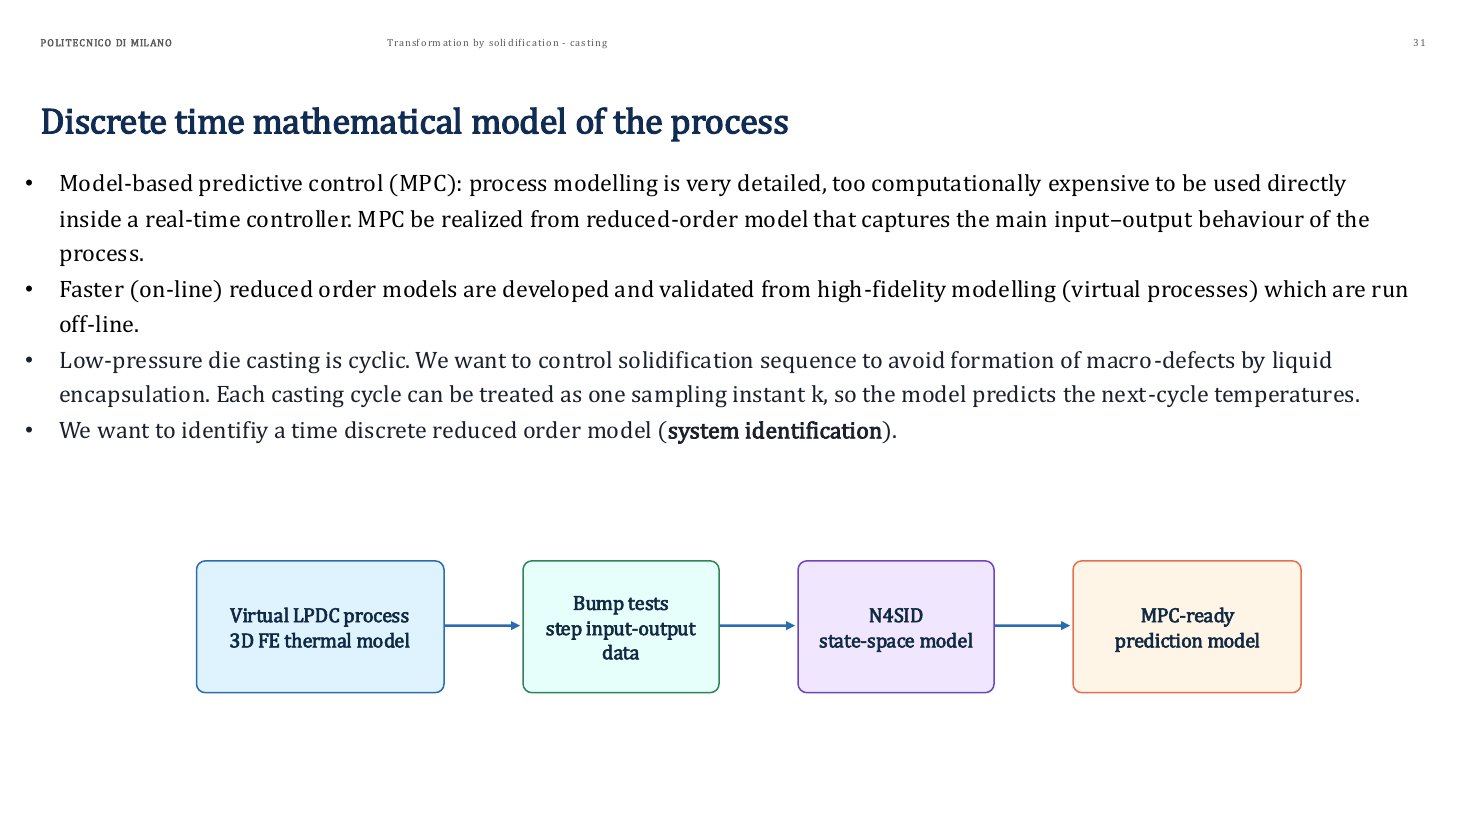 POLITECNICO DI MILANO
Transformation by solidification - casting
31
Discrete time mathematical model of the process
• Model-based predictive control (MPC): process modelling is very detailed, too computationally expensive to be used directly
inside a real-time controller. MPC be realized from reduced-order model that captures the main input–output behaviour of the
process.
• Faster (on-line) reduced order models are developed and validated from high-fidelity modelling (virtual processes) which are run
off-line.
• Low-pressure die casting is cyclic. We want to control solidification sequence to avoid formation of macro-defects by liquid
encapsulation. Each casting cycle can be treated as one sampling instant k, so the model predicts the next-cycle temperatures.
• We want to identifiy a time discrete reduced order model (system identification).
Virtual LPDC process
3D FE thermal model
Bump tests
step input-output
data
N4SID
state-space model
MPC-ready
prediction model